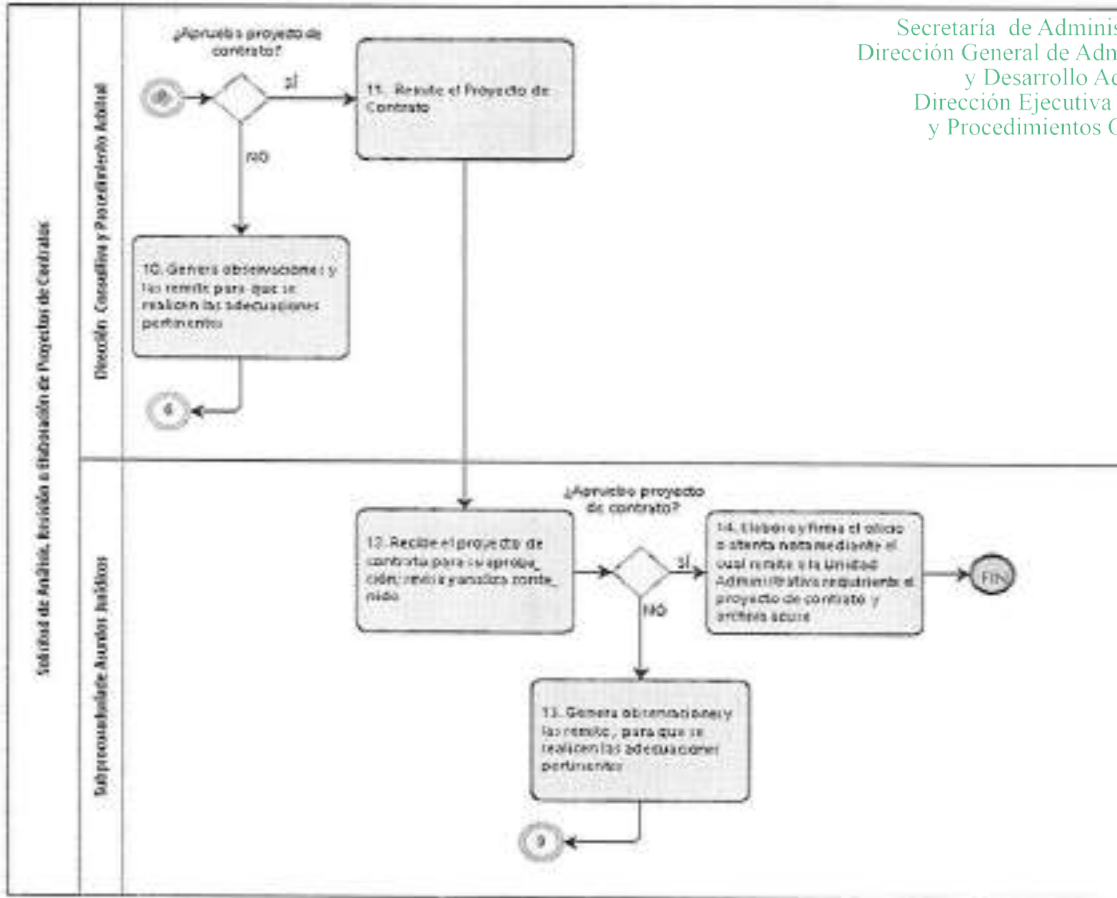 Secretaría de Adminis
Dirección General de Adm
y Desarrollo Ad
Dirección Ejecutiva
y Procedimientos C
Solicitud de Análisis, Revisión o Elaboración de Proyectos de Contratos
Dirección Consultiva y Procedimiento Arbitral
¿Aprueba proyecto de
contrato?
SÍ
11. Remite el Proyecto de
Contrato
NO
10. Genera observaciones y
las remite para que se
realicen las adecuaciones
pertinentes
6
Subprocuraduría de Asuntos Jurídicos
12. Recibe el proyecto de
contrato para su aproba_
ción; revisa y analiza conte_
nido
¿Aprueba proyecto
de contrato?
SÍ
14. Elabora y firma el oficio
o atenta nota mediante el
cual remite a la Unidad
Administrativa requirente el
proyecto de contrato y
archiva acuse
FIN
NO
13. Genera observaciones y
las remite, para que se
realicen las adecuaciones
pertinentes
9